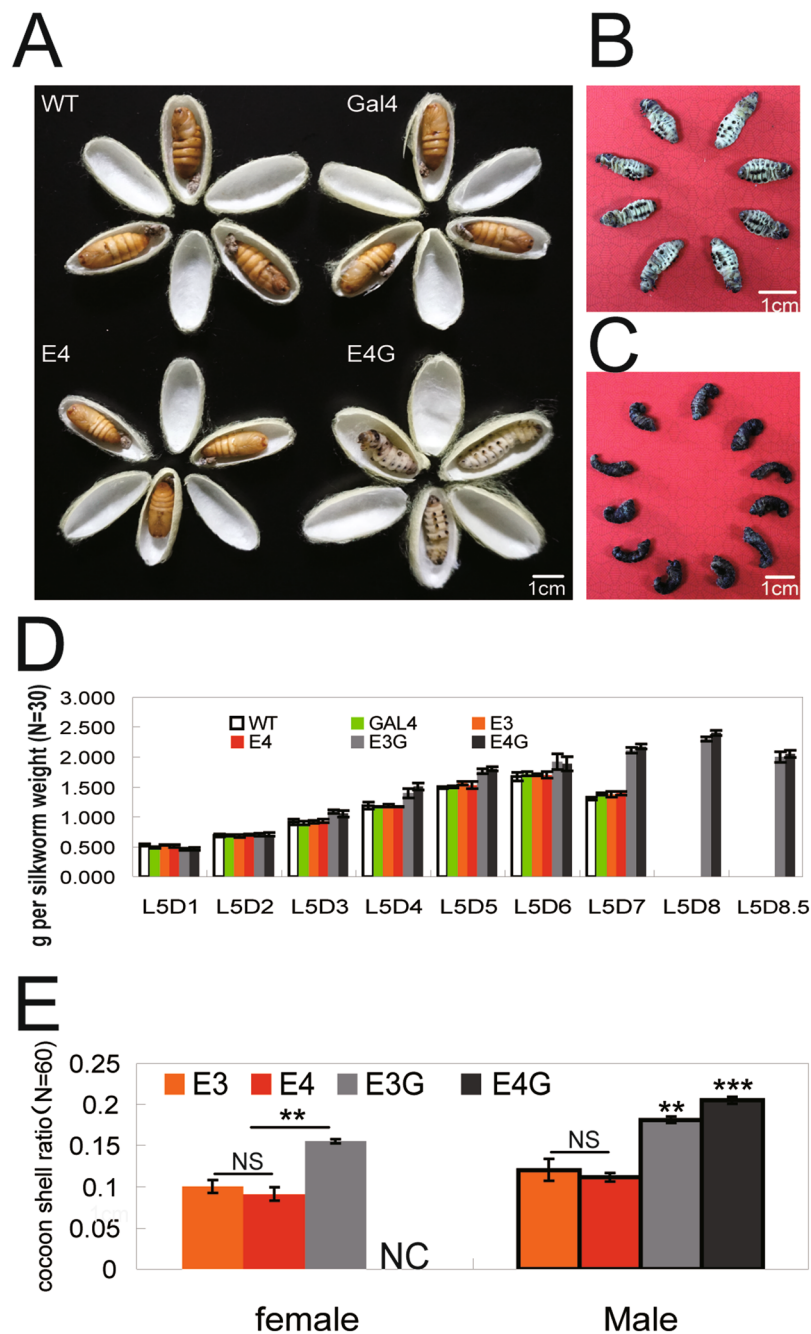 A
B
WT
Gal4
E4
E4G
1cm
1cm
C
1cm
D
g per silkworm weight (N=30)
3.000
2.500
2.000
1.500
1.000
0.500
0.000
WT
GAL4
E3
E4
E3G
E4G
L5D1 L5D2 L5D3 L5D4 L5D5 L5D6 L5D7 L5D8 L5D8.5
E
cocoon shell ratio(N=60)
0.25
0.2
0.15
0.1
0.05
0
E3 E4 E3G E4G
NS
**
NC
NS
**
***
1cm
female Male